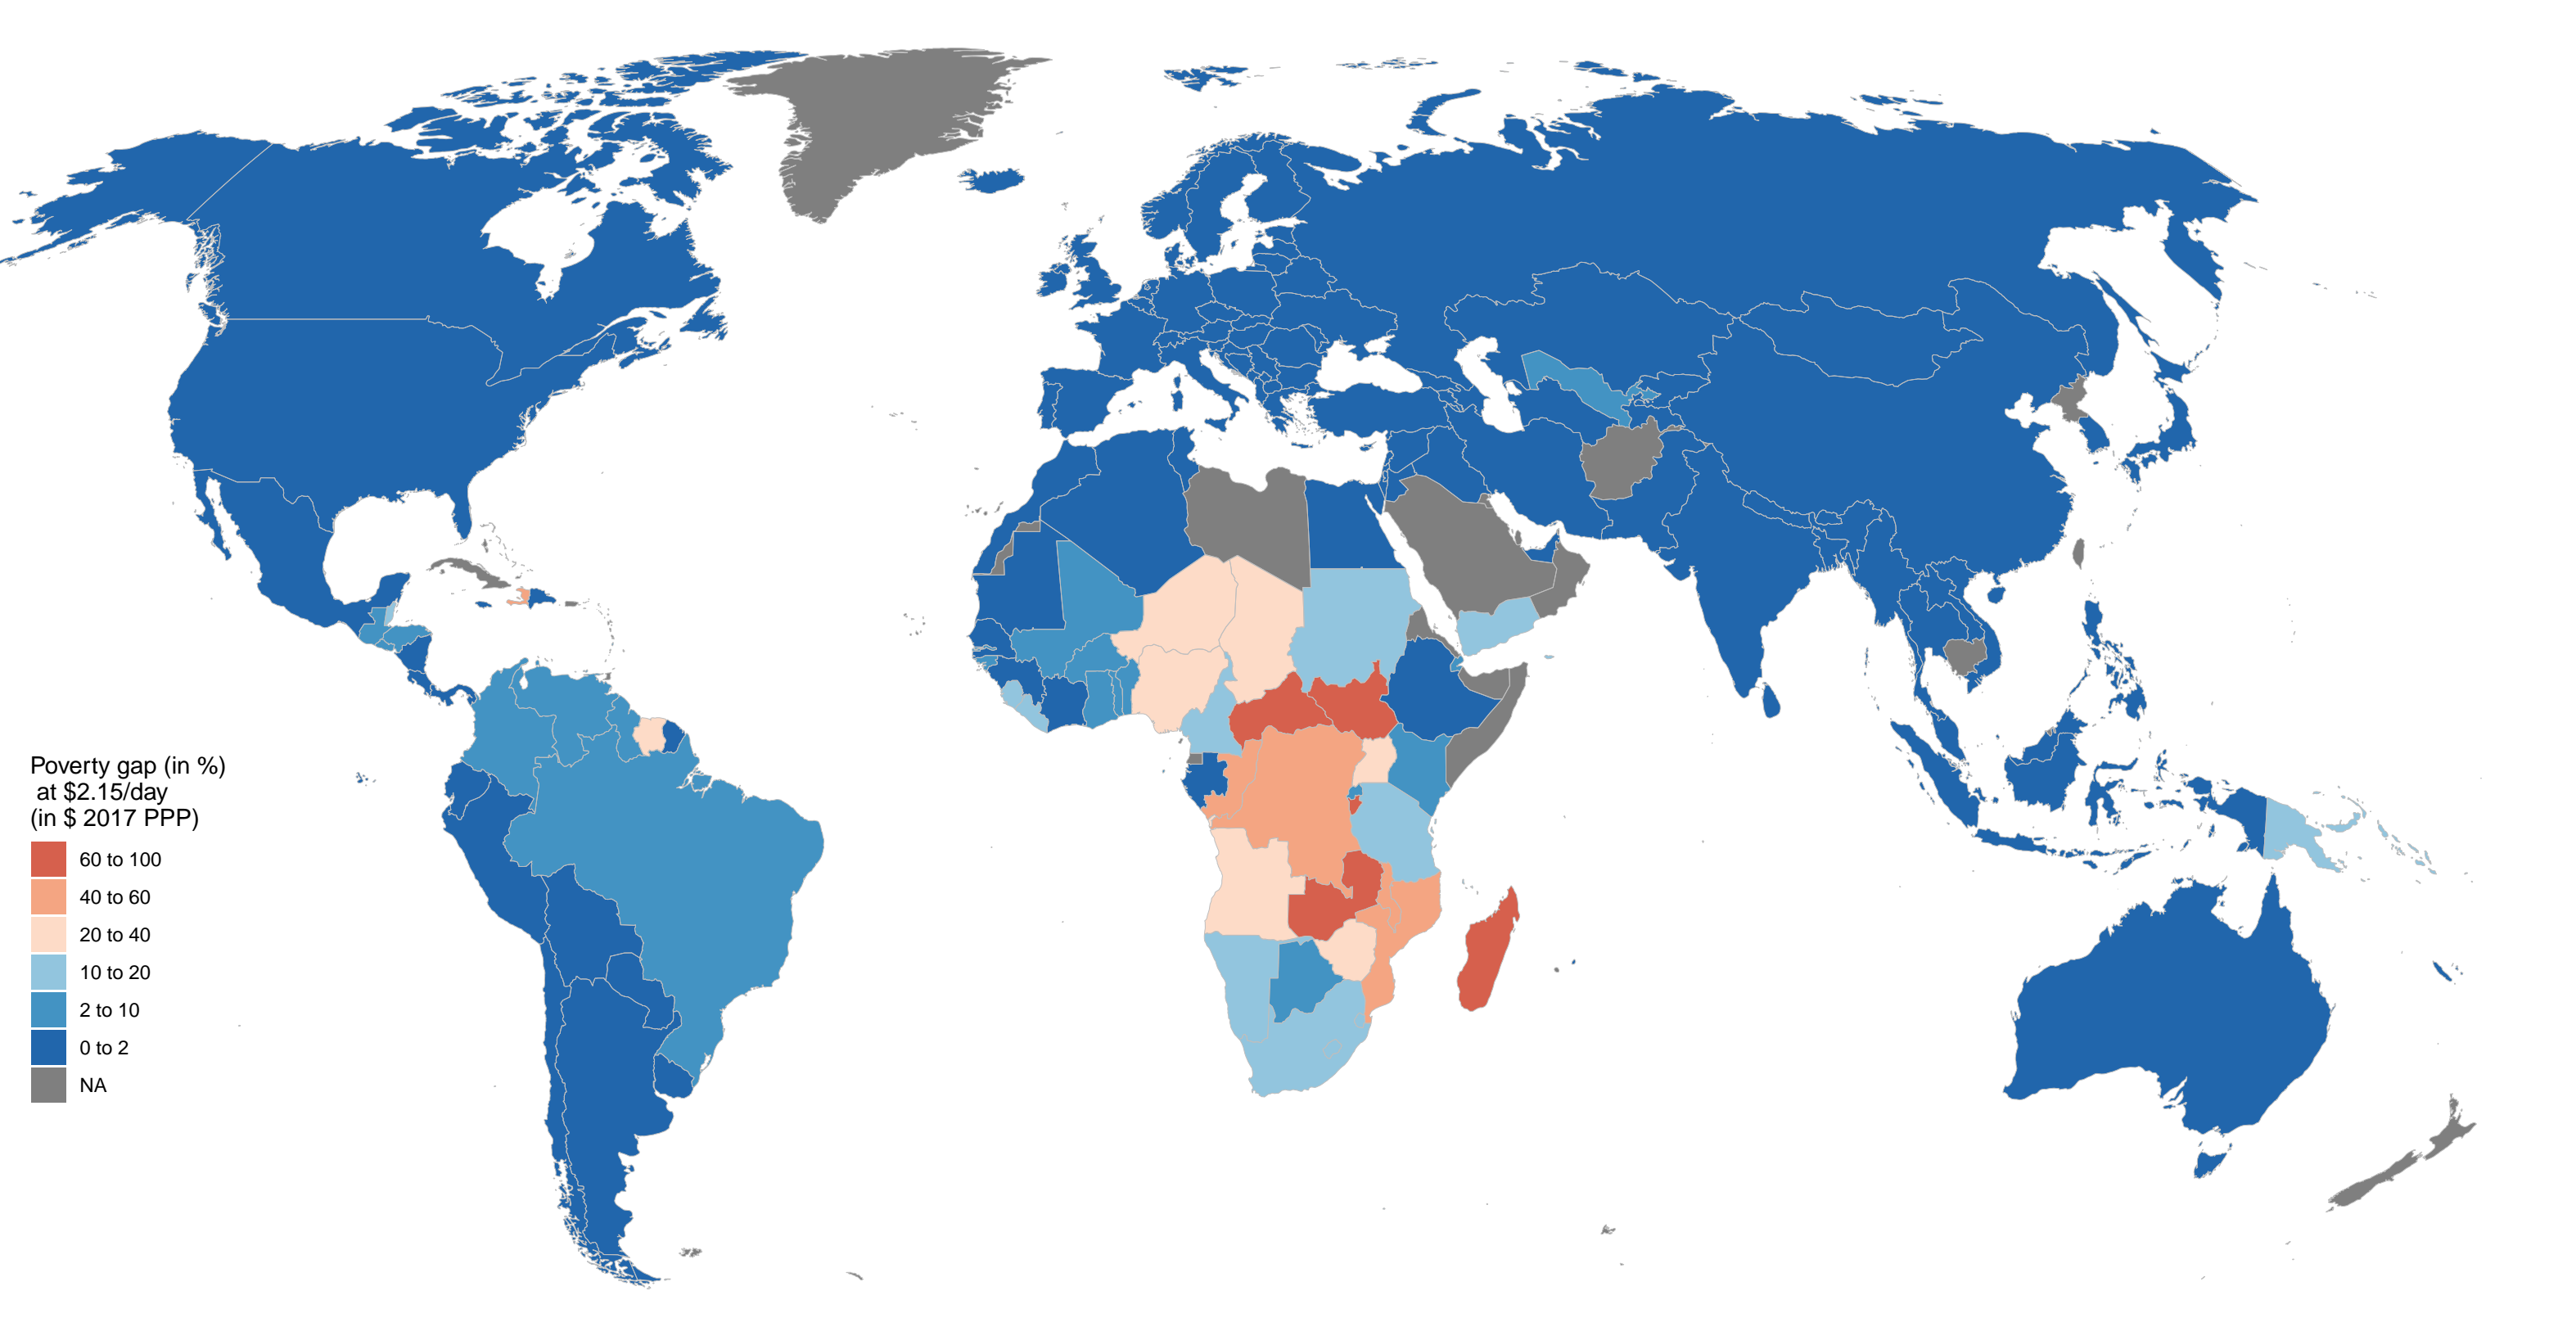 Poverty gap (in %)
at $2.15/day
(in $ 2017 PPP)
60 to 100
40 to 60
20 to 40
10 to 20
2 to 10
0 to 2
NA